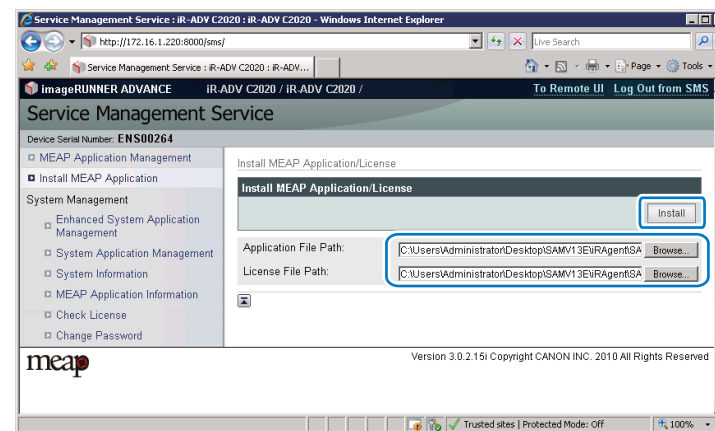 Service Management Service : iR-ADV C2020 : iR-ADV C2020 - Windows Internet Explorer
http://172.16.1.220:8000/sms/
Live Search
Service Management Service : iR-ADV C2020 : iR-ADV...
Page
Tools
imageRUNNER ADVANCE iR-ADV C2020 / iR-ADV C2020 /
To Remote UI Log Out from SMS
Service Management Service
Device Serial Number: ENS00264
MEAP Application Management
Install MEAP Application
System Management
Enhanced System Application
Management
System Application Management
System Information
MEAP Application Information
Check License
Change Password
Install MEAP Application/License
Install MEAP Application/License
Install
Application File Path: C:\Users\Administrator\Desktop\SAMV13E\iRAgent\SA Browse...
License File Path: C:\Users\Administrator\Desktop\SAMV13E\iRAgent\SA Browse...
meap
Version 3.0.2.15i Copyright CANON INC. 2010 All Rights Reserved
Trusted sites | Protected Mode: Off 100%